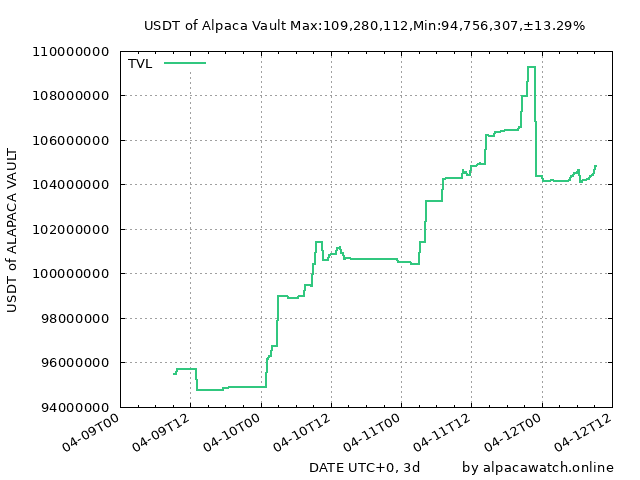 USDT of Alpaca Vault Max:109,280,112,Min:94,756,307,±13.29%
TVL
USDT of ALAPACA VAULT
110000000
108000000
106000000
104000000
102000000
100000000
98000000
96000000
94000000
04-09T00
04-09T12
04-10T00
04-10T12
04-11T00
04-11T12
04-12T00
04-12T12
DATE UTC+0, 3d
by alpacawatch.online